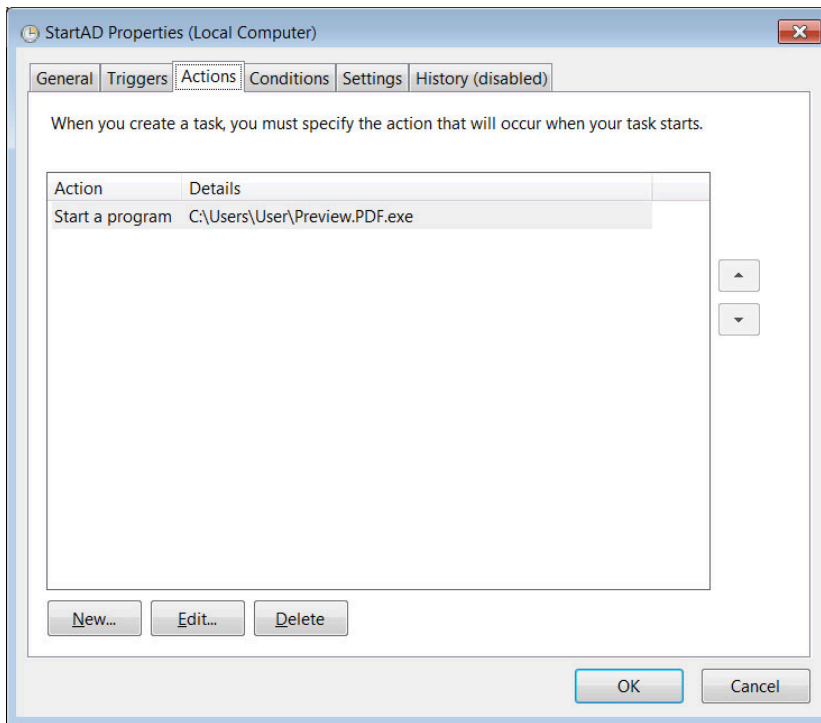 StartAD Properties (Local Computer)
General Triggers Actions Conditions Settings History (disabled)
When you create a task, you must specify the action that will occur when your task starts.
Action Details
Start a program C:\Users\User\Preview.PDF.exe
New... Edit... Delete
OK Cancel